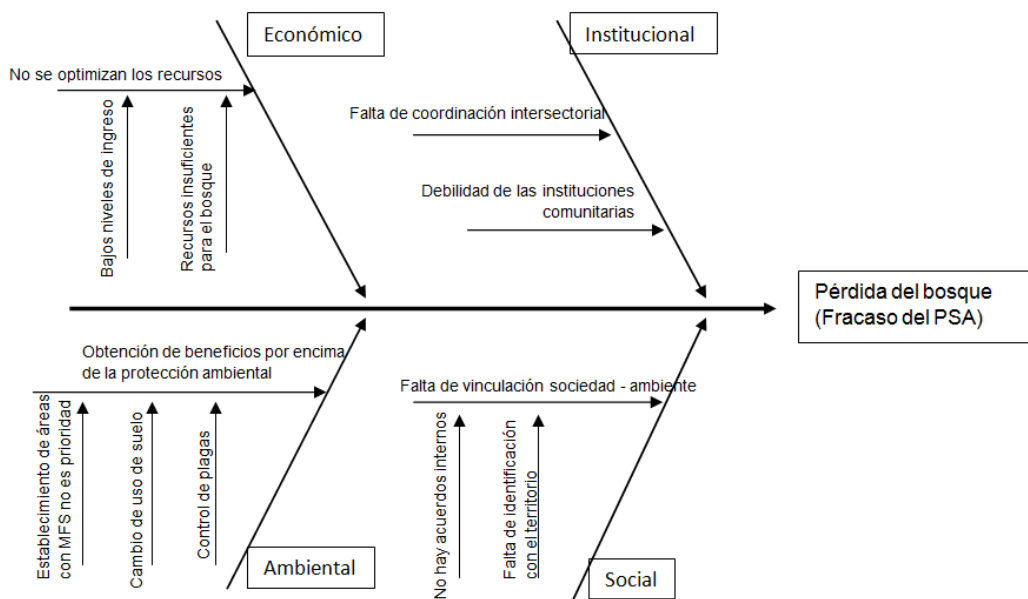 Económico
Institucional
No se optimizan los recursos
Bajos niveles de ingreso
Recursos insuficientes
para el bosque
Falta de coordinación intersectorial
Debilidad de las instituciones
comunitarias
Pérdida del bosque
(Fracaso del PSA)
Obtención de beneficios por encima
de la protección ambiental
Establecimiento de áreas
con MFS no es prioridad
Cambio de uso de suelo
Control de plagas
Falta de vinculación sociedad - ambiente
No hay acuerdos internos
Falta de identificación
con el territorio
Ambiental
Social